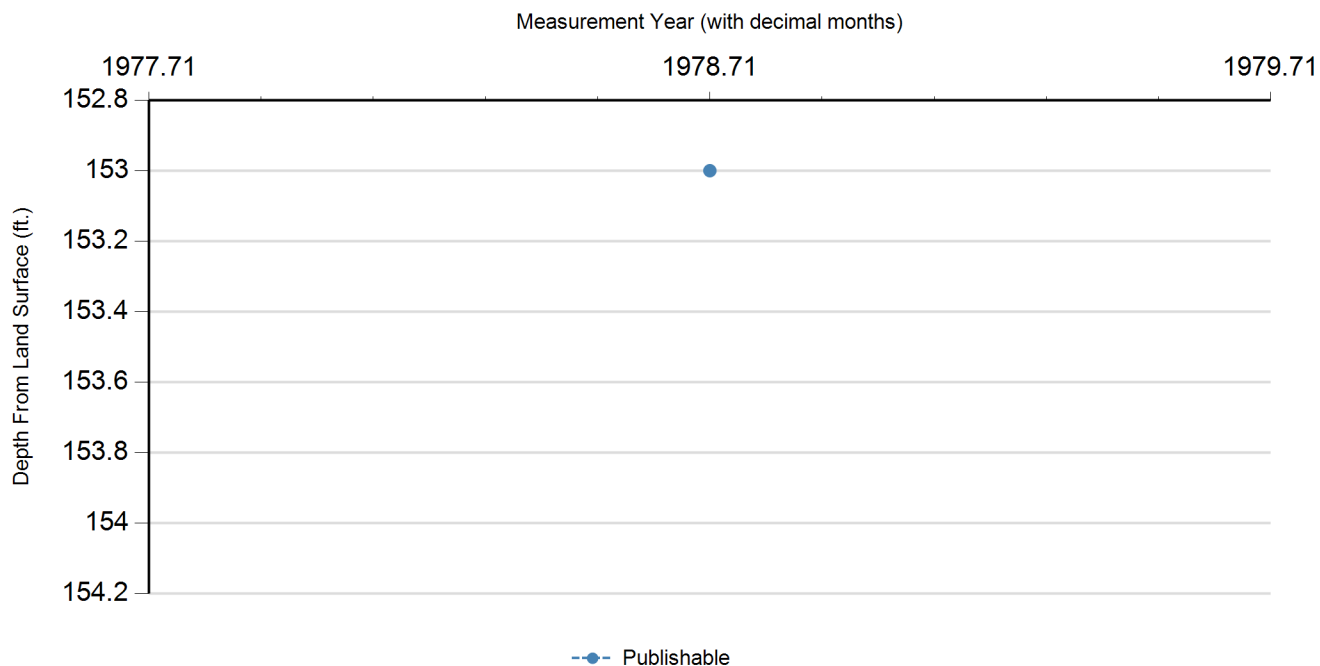 Measurement Year (with decimal months)
1977.71 1978.71 1979.71
152.8
153
153.2
153.4
153.6
153.8
154
154.2
Depth From Land Surface (ft.)
Publishable